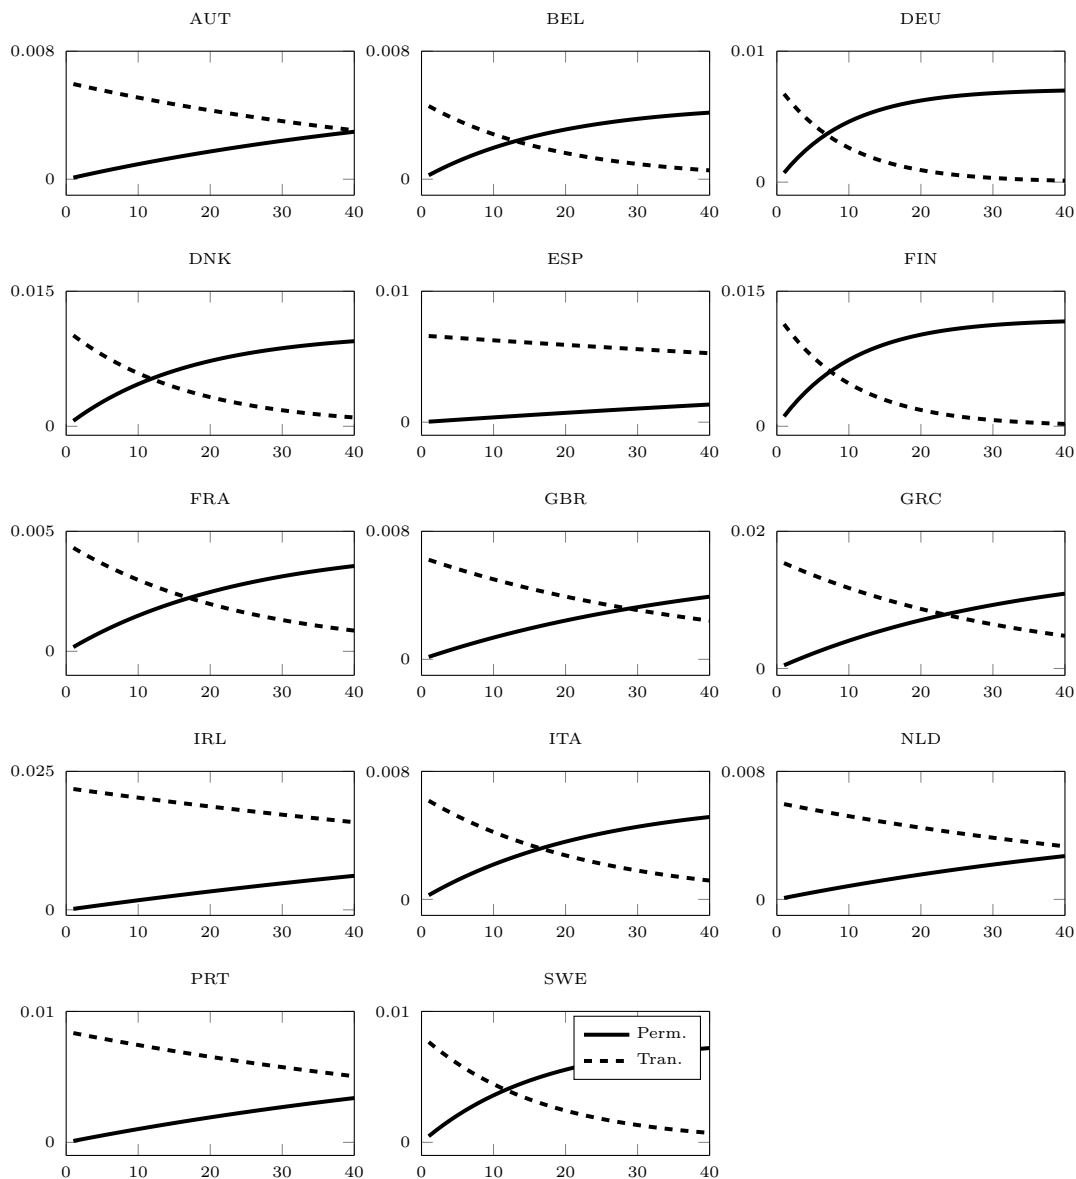 AUT BEL DEU
0.008 0.008 0.01
0 0 0
0 10 20 30 40 0 10 20 30 40 0 10 20 30 40
DNK ESP FIN
0.015 0.01 0.015
0 0 0
0 10 20 30 40 0 10 20 30 40 0 10 20 30 40
FRA GBR GRC
0.005 0.008 0.02
0 0 0
0 10 20 30 40 0 10 20 30 40 0 10 20 30 40
IRL ITA NLD
0.025 0.008 0.008
0 0 0
0 10 20 30 40 0 10 20 30 40 0 10 20 30 40
PRT SWE
0.01 0.01
Perm.
Tran.
0 0
0 10 20 30 40 0 10 20 30 40